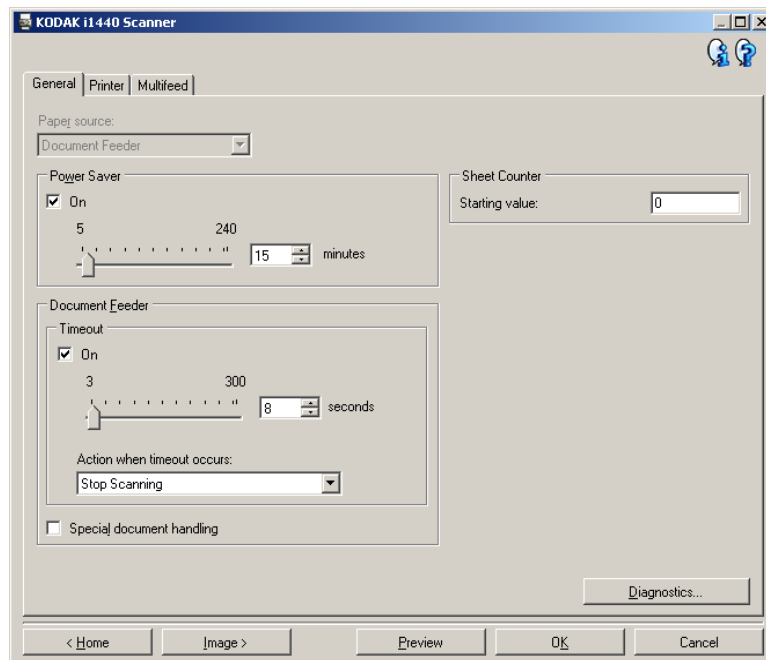 KODAK i1440 Scanner
General Printer Multifeed
Paper source:
Document Feeder
Power Saver
On
5 240
15 minutes
Sheet Counter
Starting value: 0
Document Feeder
Timeout
On
3 300
8 seconds
Action when timeout occurs:
Stop Scanning
Special document handling
Diagnostics...
< Home Image > Preview OK Cancel